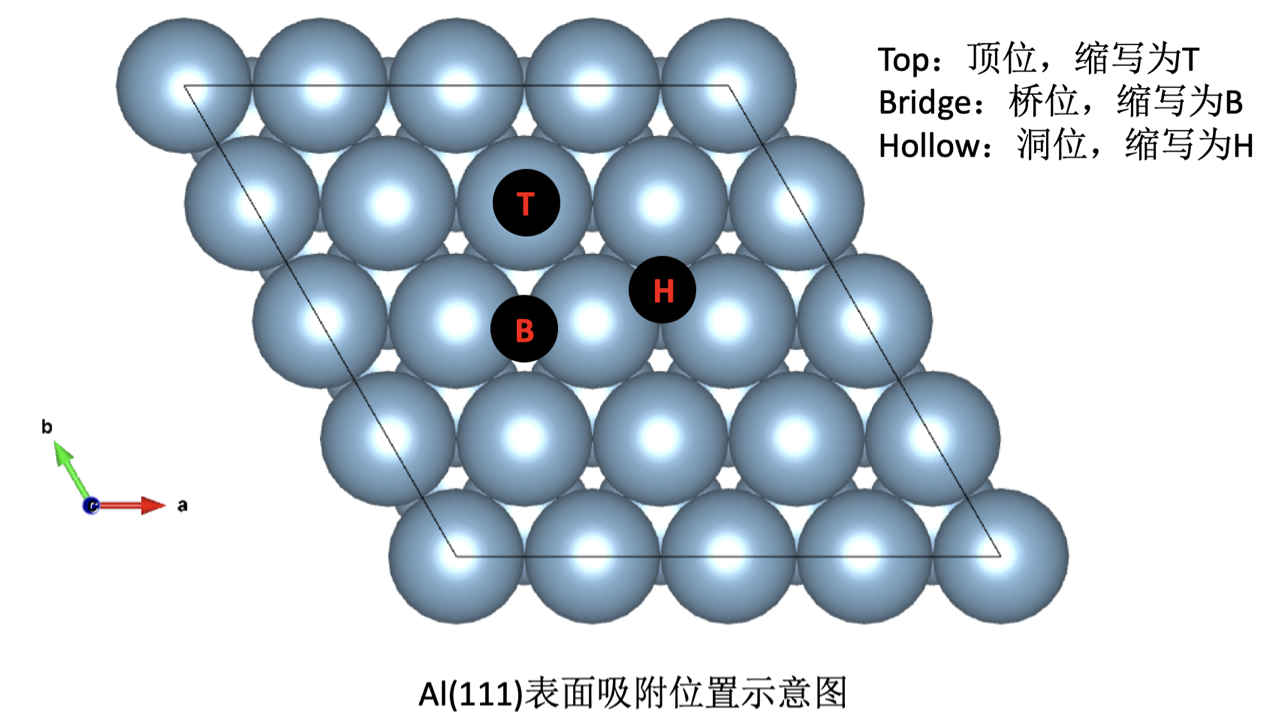 Top：顶位，缩写为T
Bridge：桥位，缩写为B
Hollow：洞位，缩写为H
T
H
B
b
a
c
Al(111)表面吸附位置示意图